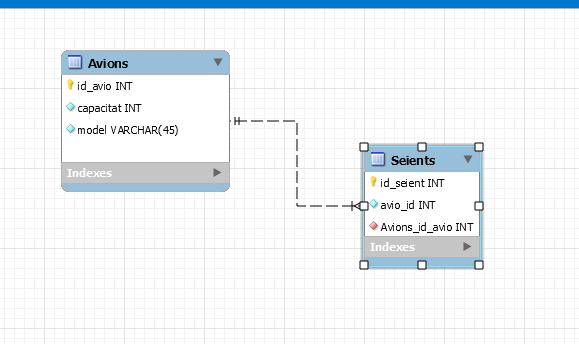 Avions
id_avio INT
capacitat INT
model VARCHAR(45)
Indexes
Seients
id_seient INT
avio_id INT
Avions_id_avio INT
Indexes